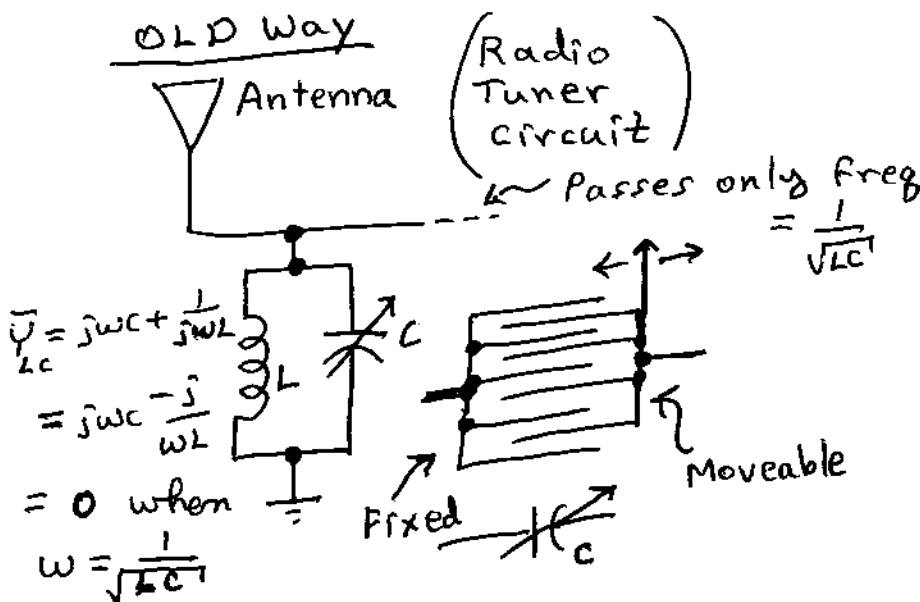 OLD Way
Antenna
(Radio
Tuner
Circuit)
Passes only freq
= 1/√LC
Y̅_LC = jωC + 1/jωL
= jωC - j/ωL
= 0 when
ω = 1/√LC
L
C
Fixed
Moveable
C